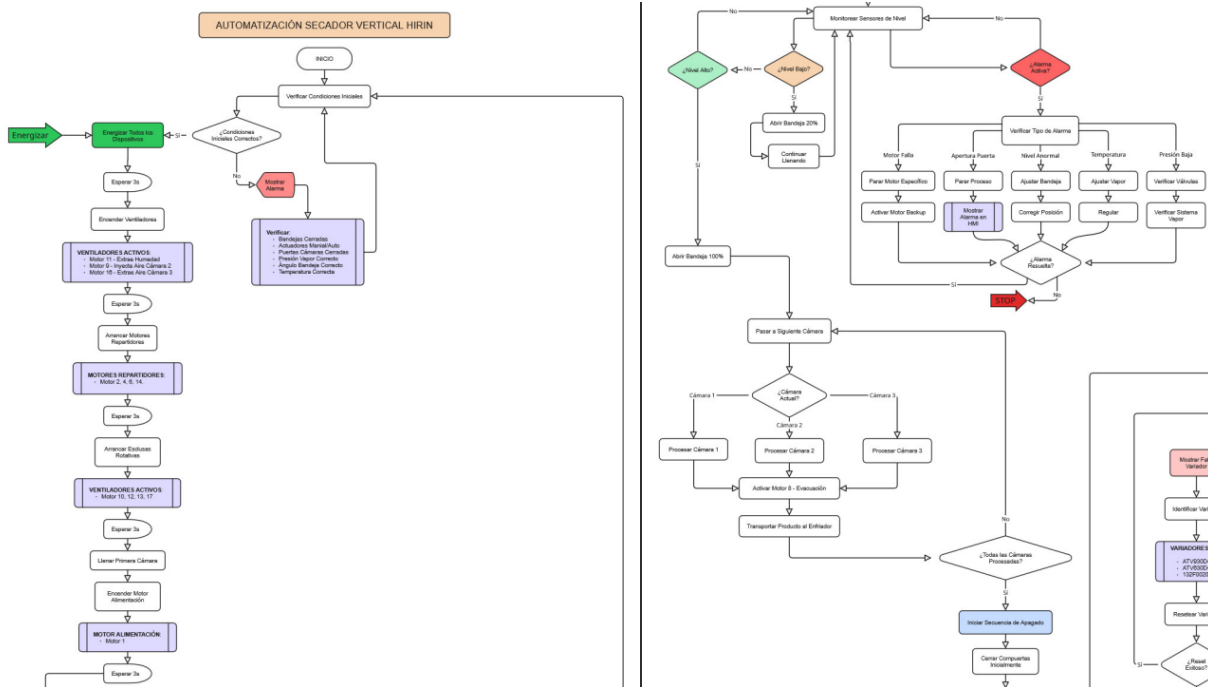 AUTOMATIZACIÓN SECADOR VERTICAL HIRIN
INICIO
Verificar Condiciones Iniciales
¿Condiciones
Iniciales Correctos?
Si
Energizar
Energizar Todos los
Dispositivos
No
Mostrar
Alarma
Verificar:
- Bandejas Cerradas
- Actuadores Manial/Auto
- Puertas Cámaras Cerradas
- Presión Vapor Correcto
- Ángulo Bandeja Correcto
- Temperatura Correcta
Esperar 3s
Encender Ventiladores
VENTILADORES ACTIVOS:
- Motor 11 - Extrae Humedad
- Motor 9 - Inyecta Aire Cámara 2
- Motor 16 - Extrae Aire Cámara 3
Esperar 3s
Arrancar Motores
Repartidores
MOTORES REPARTIDORES:
- Motor 2, 4, 6, 14.
Esperar 3s
Arrancar Esclusas
Rotativas
VENTILADORES ACTIVOS:
- Motor 10, 12, 13, 17
Esperar 3s
Llenar Primera Cámara
Encender Motor
Alimentación
MOTOR ALIMENTACIÓN:
- Motor 1
Esperar 3s
Monitorear Sensores de Nivel
No
No
¿Nivel Alto?
No
¿Nivel Bajo?
¿Alarma
Activa?
Sí
Sí
Sí
Abrir Bandeja 20%
Continuar
Llenando
Verificar Tipo de Alarma
Motor Falla
Apertura Puerta
Nivel Anormal
Temperatura
Presión Baja
Parar Motor Específico
Parar Proceso
Ajustar Bandeja
Ajustar Vapor
Verificar Válvulas
Activar Motor Backup
Mostrar
Alarma en
HMI
Corregir Posición
Regular
Verificar Sistema
Vapor
¿Alarma
Resuelta?
Sí
No
STOP
Abrir Bandeja 100%
Pasar a Siguiente Cámara
¿Cámara
Actual?
Cámara 1
Cámara 2
Cámara 3
Procesar Cámara 1
Procesar Cámara 2
Procesar Cámara 3
Activar Motor 8 - Evacuación
Transportar Producto al Enfriador
No
¿Todas las Cámaras
Procesadas?
Sí
Iniciar Secuencia de Apagado
Cerrar Compuertas
Inicialmente
Mostrar
Variador
Identificar
VARIADORES
Resetear
¿Reset
Exitoso?
Sí